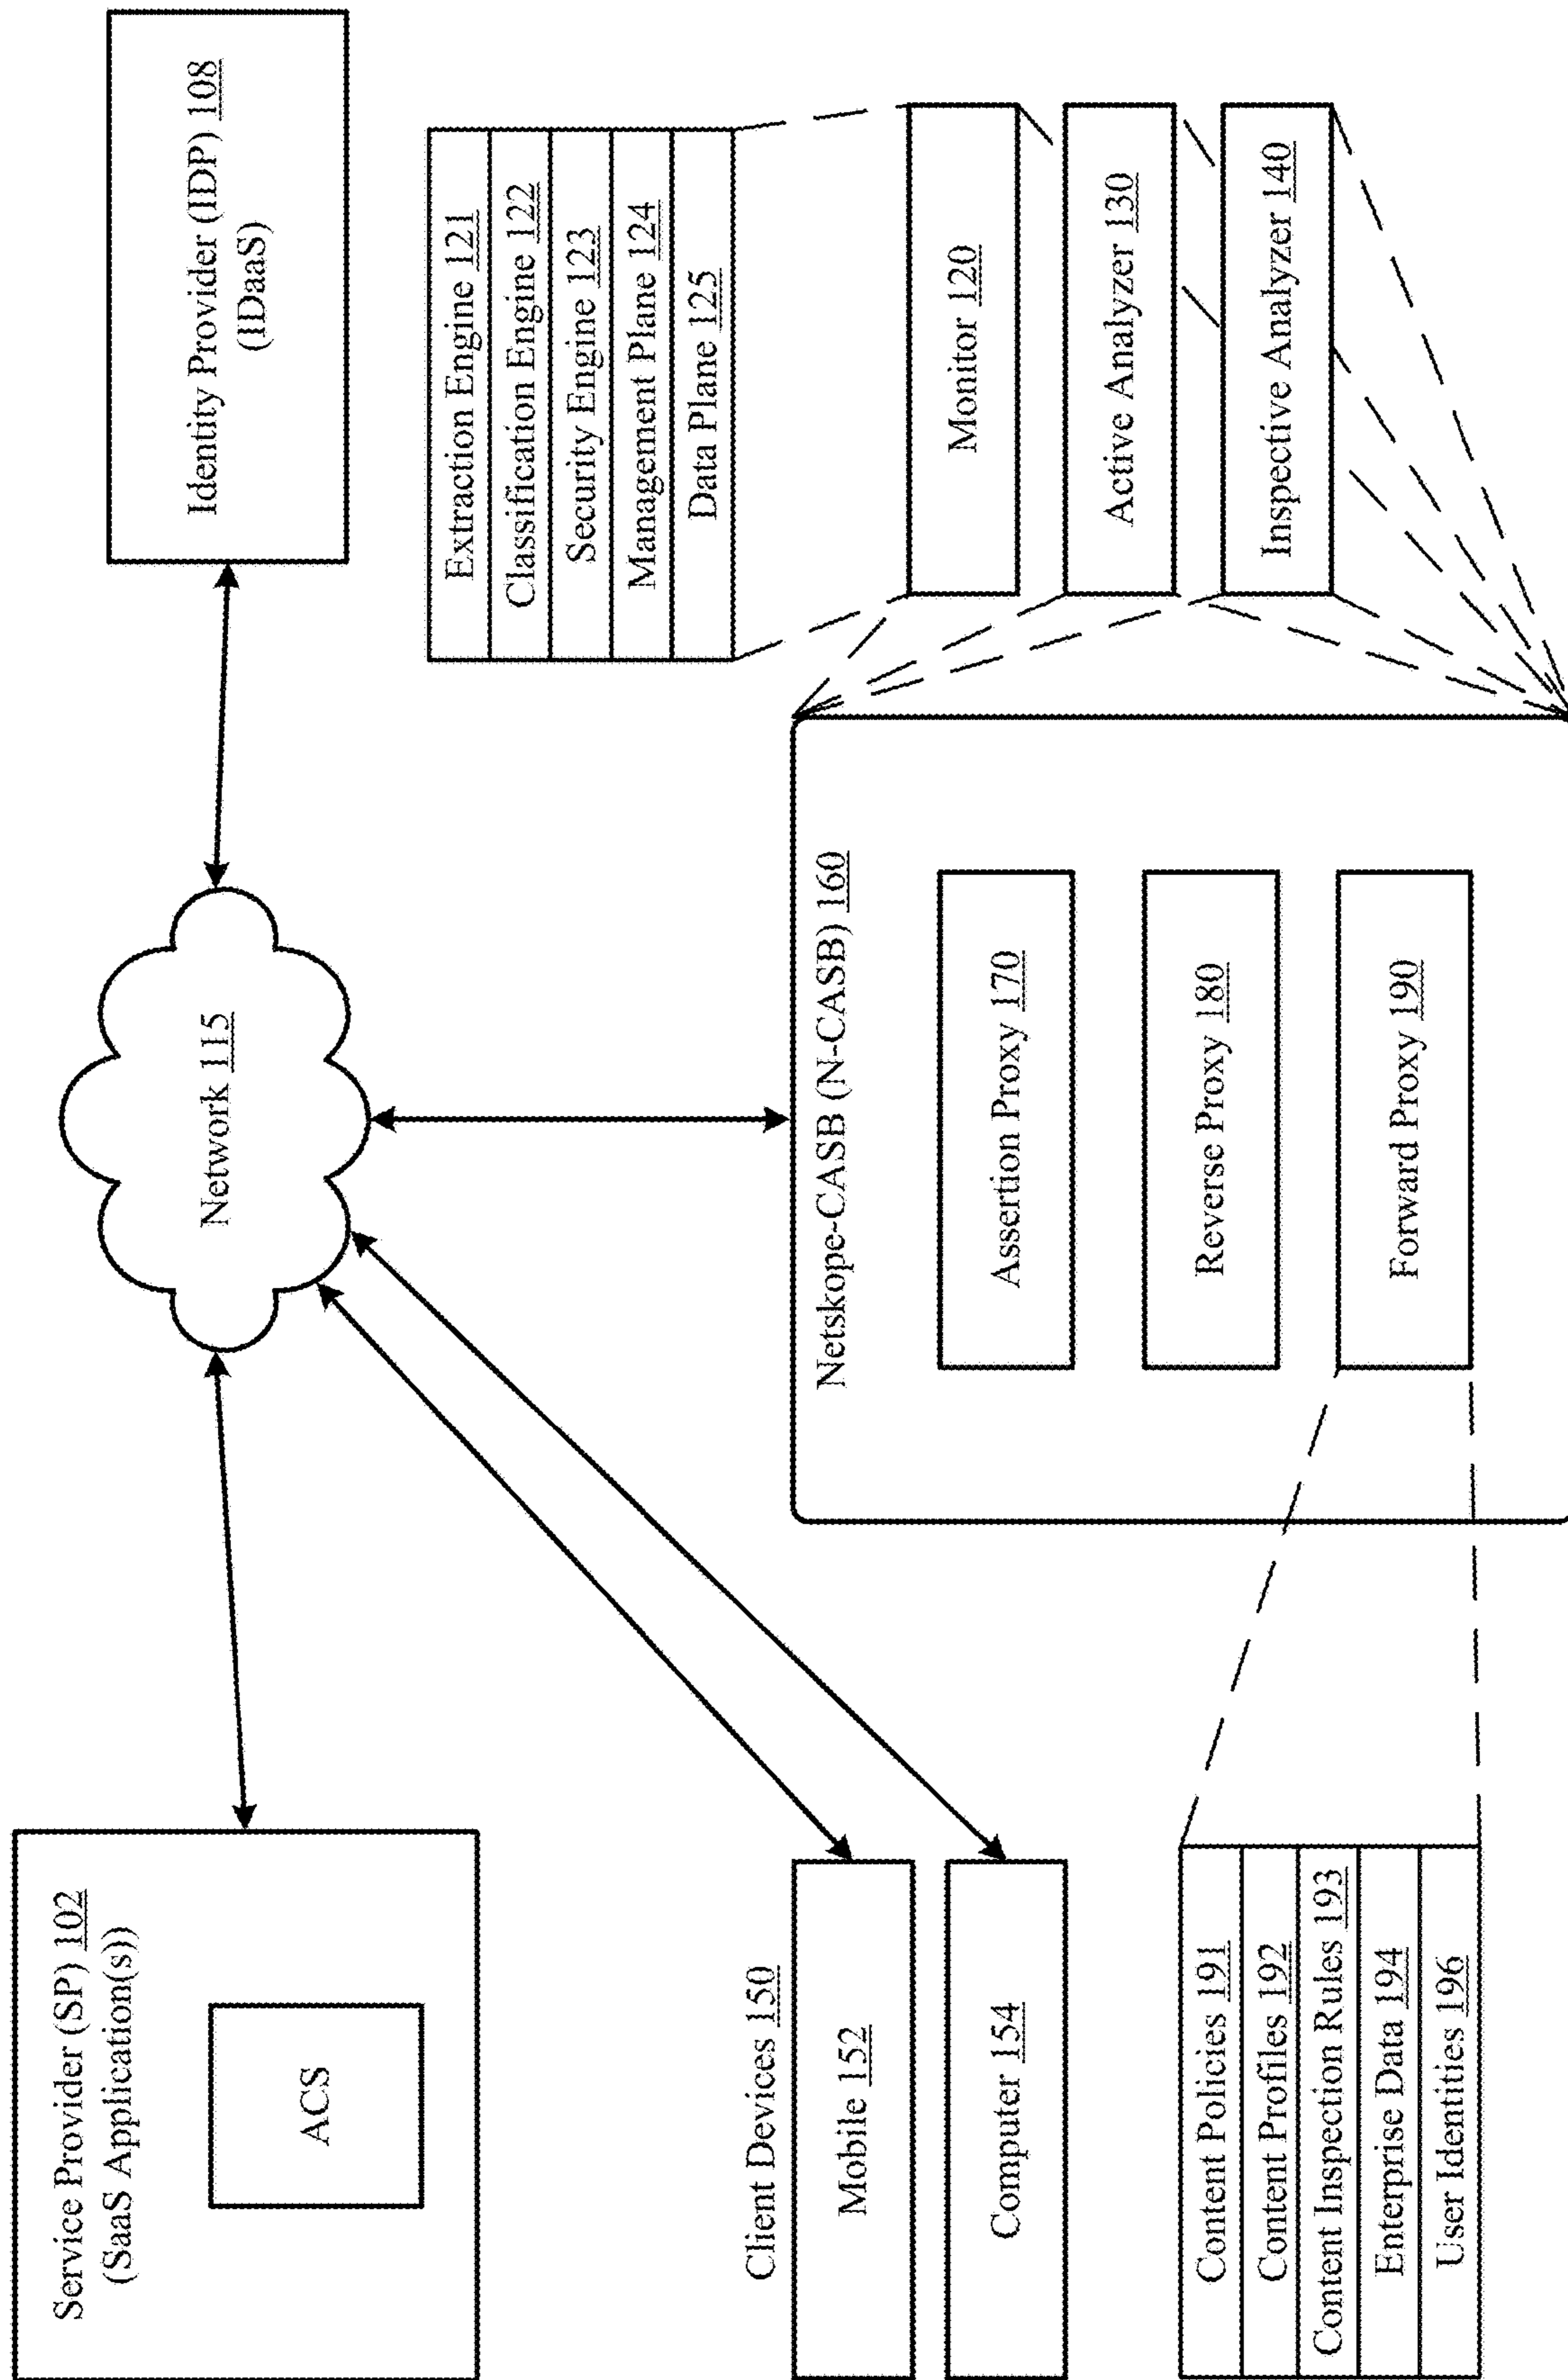 Service Provider (SP) 102
(SaaS Application(s))
ACS
Network 115
Identity Provider (IDP) 108
(IDaaS)
Extraction Engine 121
Classification Engine 122
Security Engine 123
Management Plane 124
Data Plane 125
Client Devices 150
Mobile 152
Computer 154
Netskope-CASB (N-CASB) 160
Assertion Proxy 170
Reverse Proxy 180
Forward Proxy 190
Monitor 120
Active Analyzer 130
Inspective Analyzer 140
Content Policies 191
Content Profiles 192
Content Inspection Rules 193
Enterprise Data 194
User Identities 196